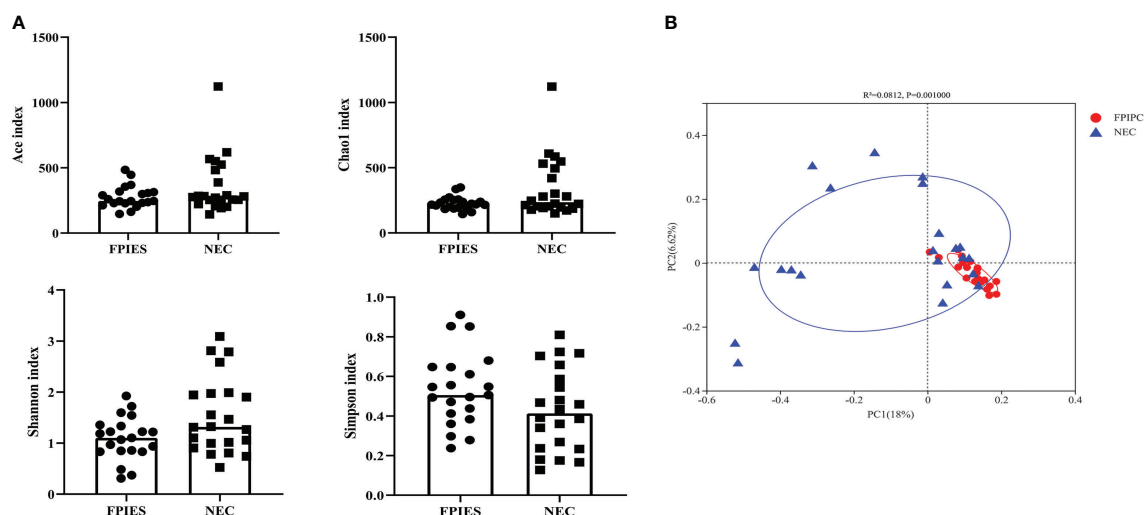 A
Ace index
1500
1000
500
0
FPIES NEC
Chao1 index
1500
1000
500
0
FPIES NEC
Shannon index
4
3
2
1
0
FPIES NEC
Simpson index
1.0
0.8
0.6
0.4
0.2
0.0
FPIES NEC
B
R²=0.0812, P=0.001000
FPIPC
NEC
PC2(6.62%)
0.4
0.2
0
-0.2
-0.4
-0.6 -0.4 -0.2 0 0.2 0.4
PC1(18%)